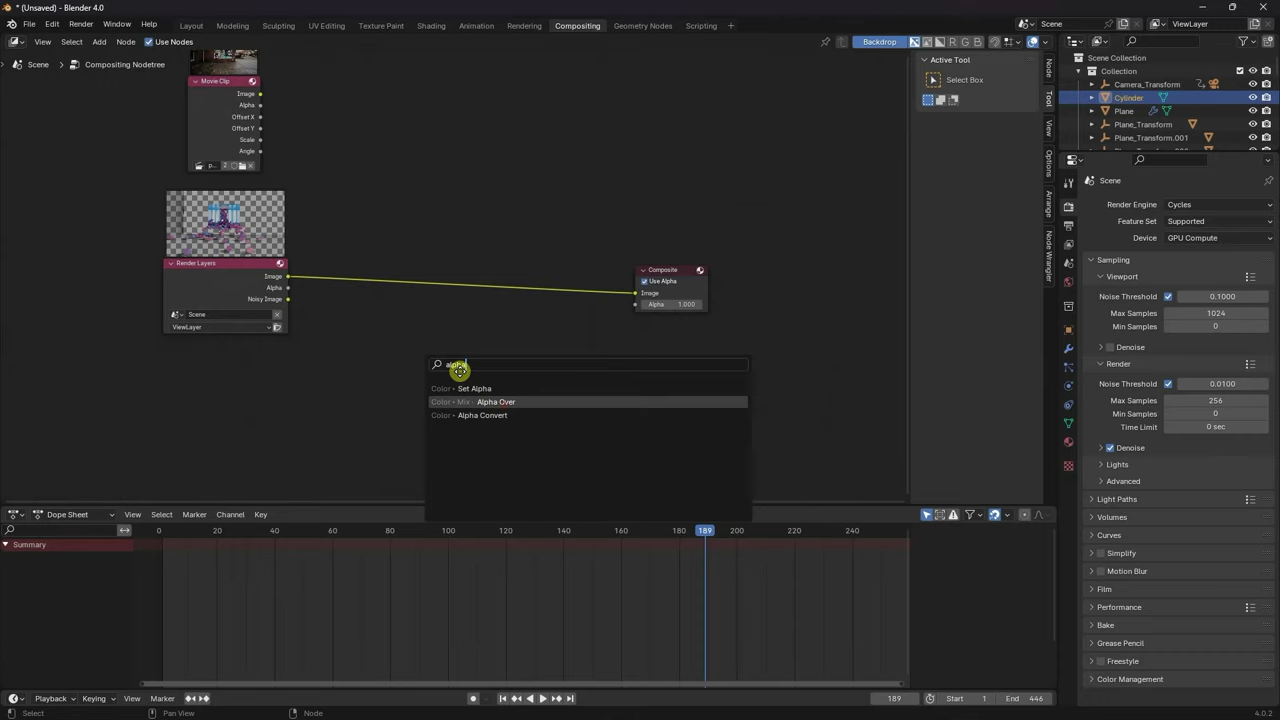 * (Unsaved) - Blender 4.0
File Edit Render Window Help Layout Modeling Sculpting UV Editing Texture Paint Shading Animation Rendering Compositing Geometry Nodes Scripting + Scene ViewLayer
View Select Add Node Use Nodes Backdrop R G B
Scene > Compositing Nodetree
Movie Clip
Image
Alpha
Offset X
Offset Y
Scale
Angle
p... 2
Render Layers
Image
Alpha
Noisy Image
Scene
ViewLayer
Composite
Use Alpha
Image
Alpha 1.000
alpha
Color ▸ Set Alpha
Color ▸ Mix ▸ Alpha Over
Color ▸ Alpha Convert
Active Tool
Select Box
Node
Tool
View
Options
Arrange
Node Wrangler
Scene Collection
Collection
Camera_Transform
Cylinder
Plane
Plane_Transform
Plane_Transform.001
Scene
Render Engine Cycles
Feature Set Supported
Device GPU Compute
Sampling
Viewport
Noise Threshold 0.1000
Max Samples 1024
Min Samples 0
Denoise
Render
Noise Threshold 0.0100
Max Samples 256
Min Samples 0
Time Limit 0 sec
Denoise
Lights
Advanced
Light Paths
Volumes
Curves
Simplify
Motion Blur
Film
Performance
Bake
Grease Pencil
Freestyle
Color Management
Dope Sheet View Select Marker Channel Key
0 20 40 60 80 100 120 140 160 180 189 200 220 240
Summary
Playback Keying View Marker 189 Start 1 End 446
Select Pan View Node 4.0.2